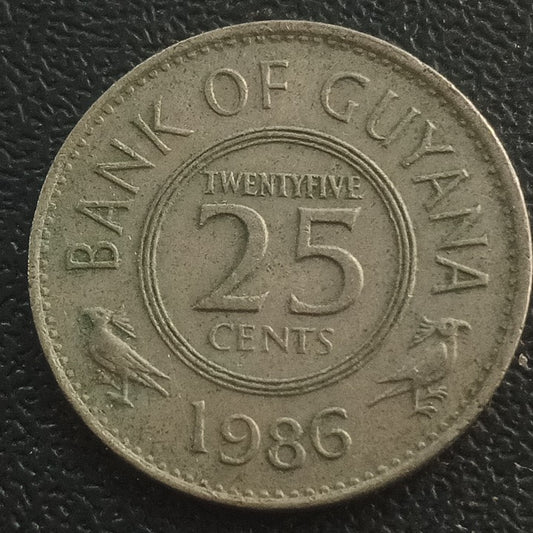 BANK OF GUYANA
TWENTYFIVE
25
CENTS
1986